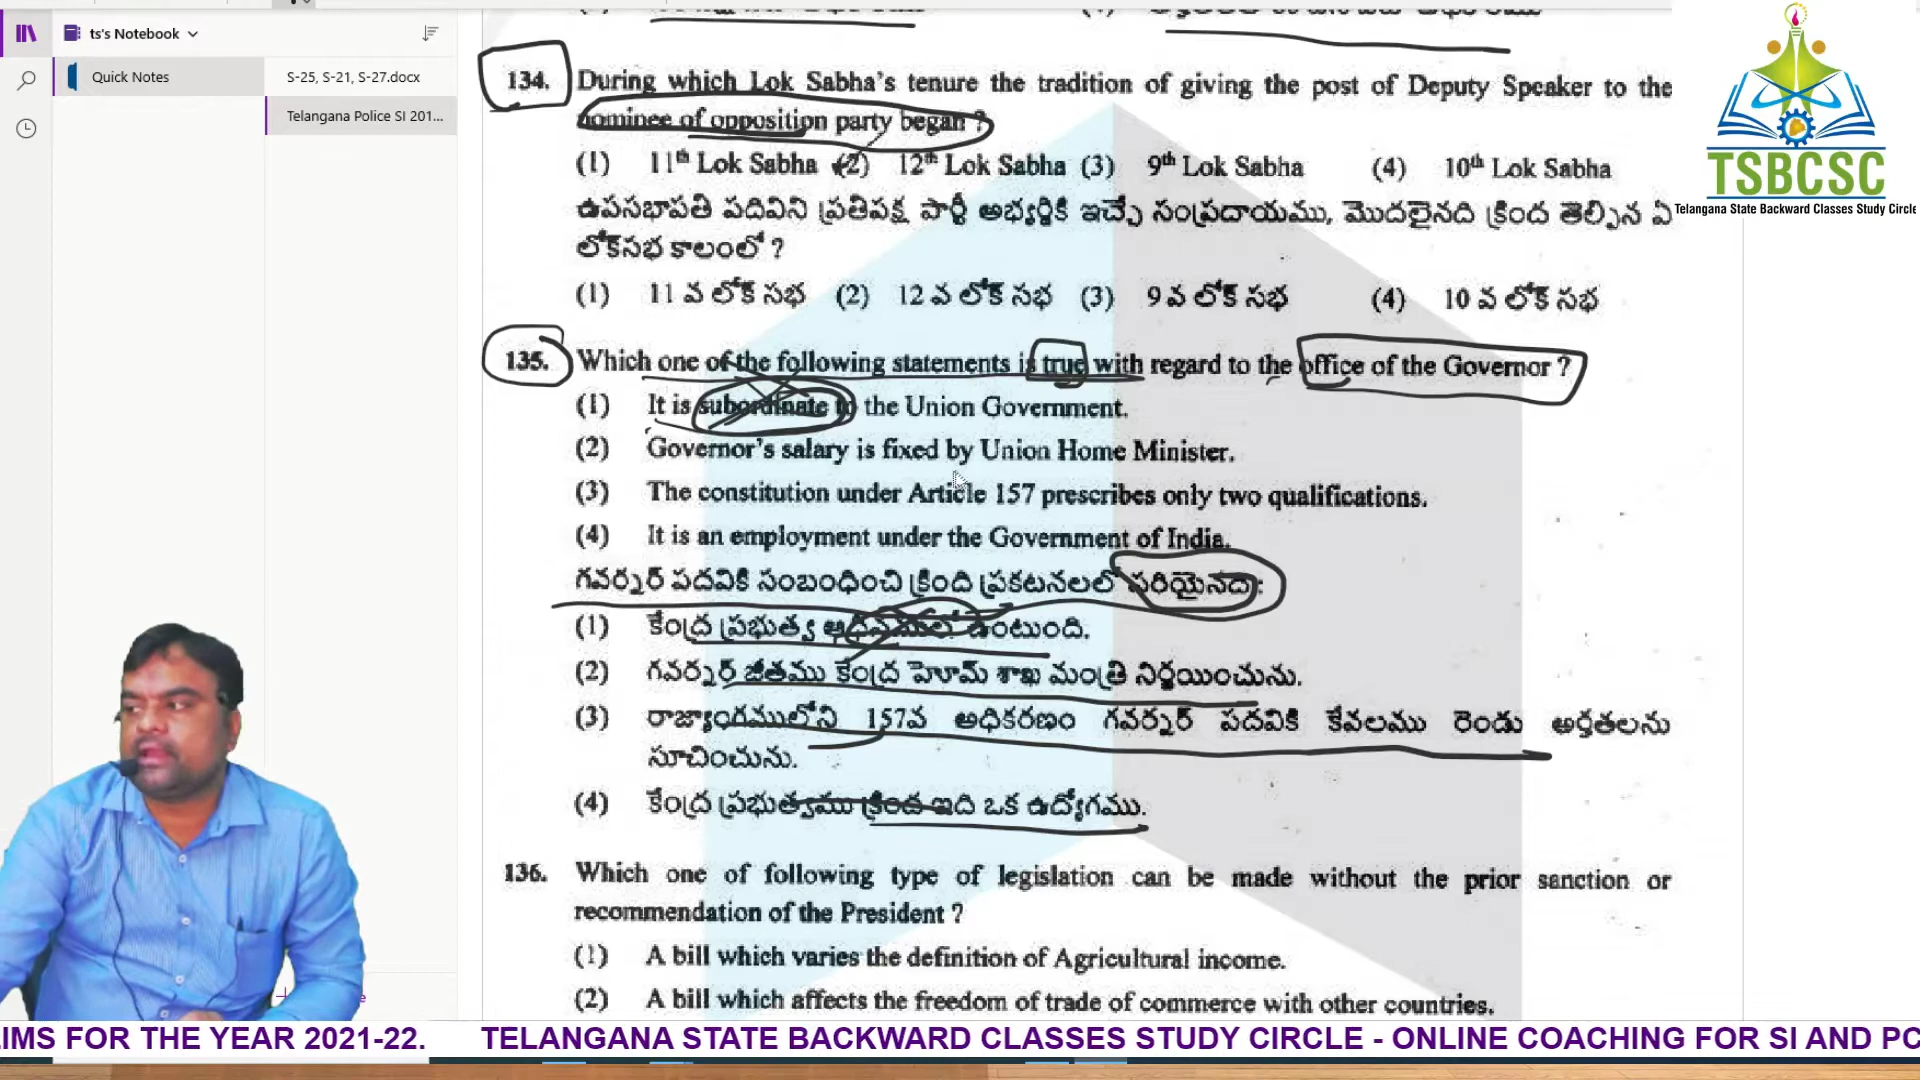 ts's Notebook
Quick Notes
S-25, S-21, S-27.docx
Telangana Police SI 201...
134. During which Lok Sabha's tenure the tradition of giving the post of Deputy Speaker to the
nominee of opposition party began ?
(1) 11th Lok Sabha (2) 12th Lok Sabha (3) 9th Lok Sabha (4) 10th Lok Sabha
ఉపసభాపతి పదవిని ప్రతిపక్ష పార్టీ అభ్యర్థికి ఇచ్చే సంప్రదాయము, మొదలైనది క్రింద తెల్పిన ఏ
లోక్‌సభ కాలంలో ?
(1) 11 వ లోక్ సభ (2) 12 వ లోక్ సభ (3) 9 వ లోక్ సభ (4) 10 వ లోక్ సభ
135. Which one of the following statements is true with regard to the office of the Governor ?
(1) It is subordinate to the Union Government.
(2) Governor's salary is fixed by Union Home Minister.
(3) The constitution under Article 157 prescribes only two qualifications.
(4) It is an employment under the Government of India.
గవర్నర్ పదవికి సంబంధించి క్రింది ప్రకటనలలో సరియైనది :
(1) కేంద్ర ప్రభుత్వ ఆధీనములో ఉంటుంది.
(2) గవర్నర్ జీతము కేంద్ర హెూమ్ శాఖ మంత్రి నిర్ణయించును.
(3) రాజ్యాంగములోని 157వ అధికరణం గవర్నర్ పదవికి కేవలము రెండు అర్హతలను
సూచించును.
(4) కేంద్ర ప్రభుత్వము క్రింద ఇది ఒక ఉద్యోగము.
136. Which one of following type of legislation can be made without the prior sanction or
recommendation of the President ?
(1) A bill which varies the definition of Agricultural income.
(2) A bill which affects the freedom of trade of commerce with other countries.
TSBCSC
Telangana State Backward Classes Study Circle
IMS FOR THE YEAR 2021-22. TELANGANA STATE BACKWARD CLASSES STUDY CIRCLE - ONLINE COACHING FOR SI AND PC